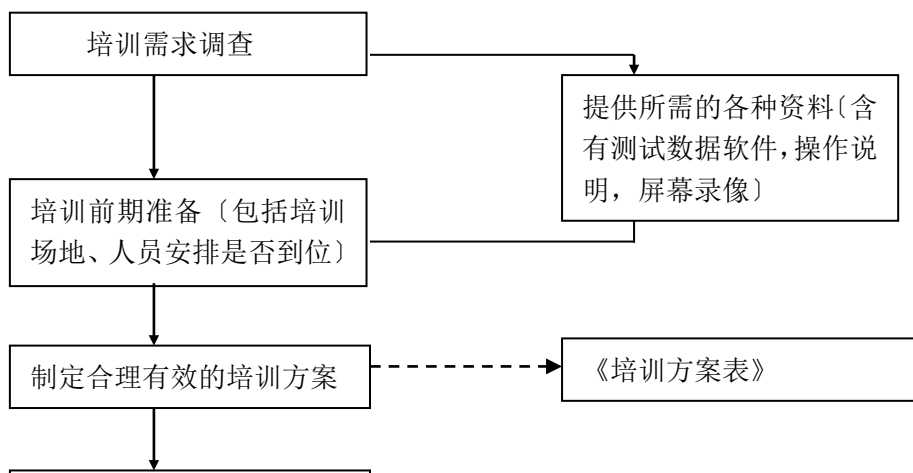 培训需求调查
提供所需的各种资料〔含
有测试数据软件,操作说
明，屏幕录像〕
培训前期准备〔包括培训
场地、人员安排是否到位〕
制定合理有效的培训方案
《培训方案表》